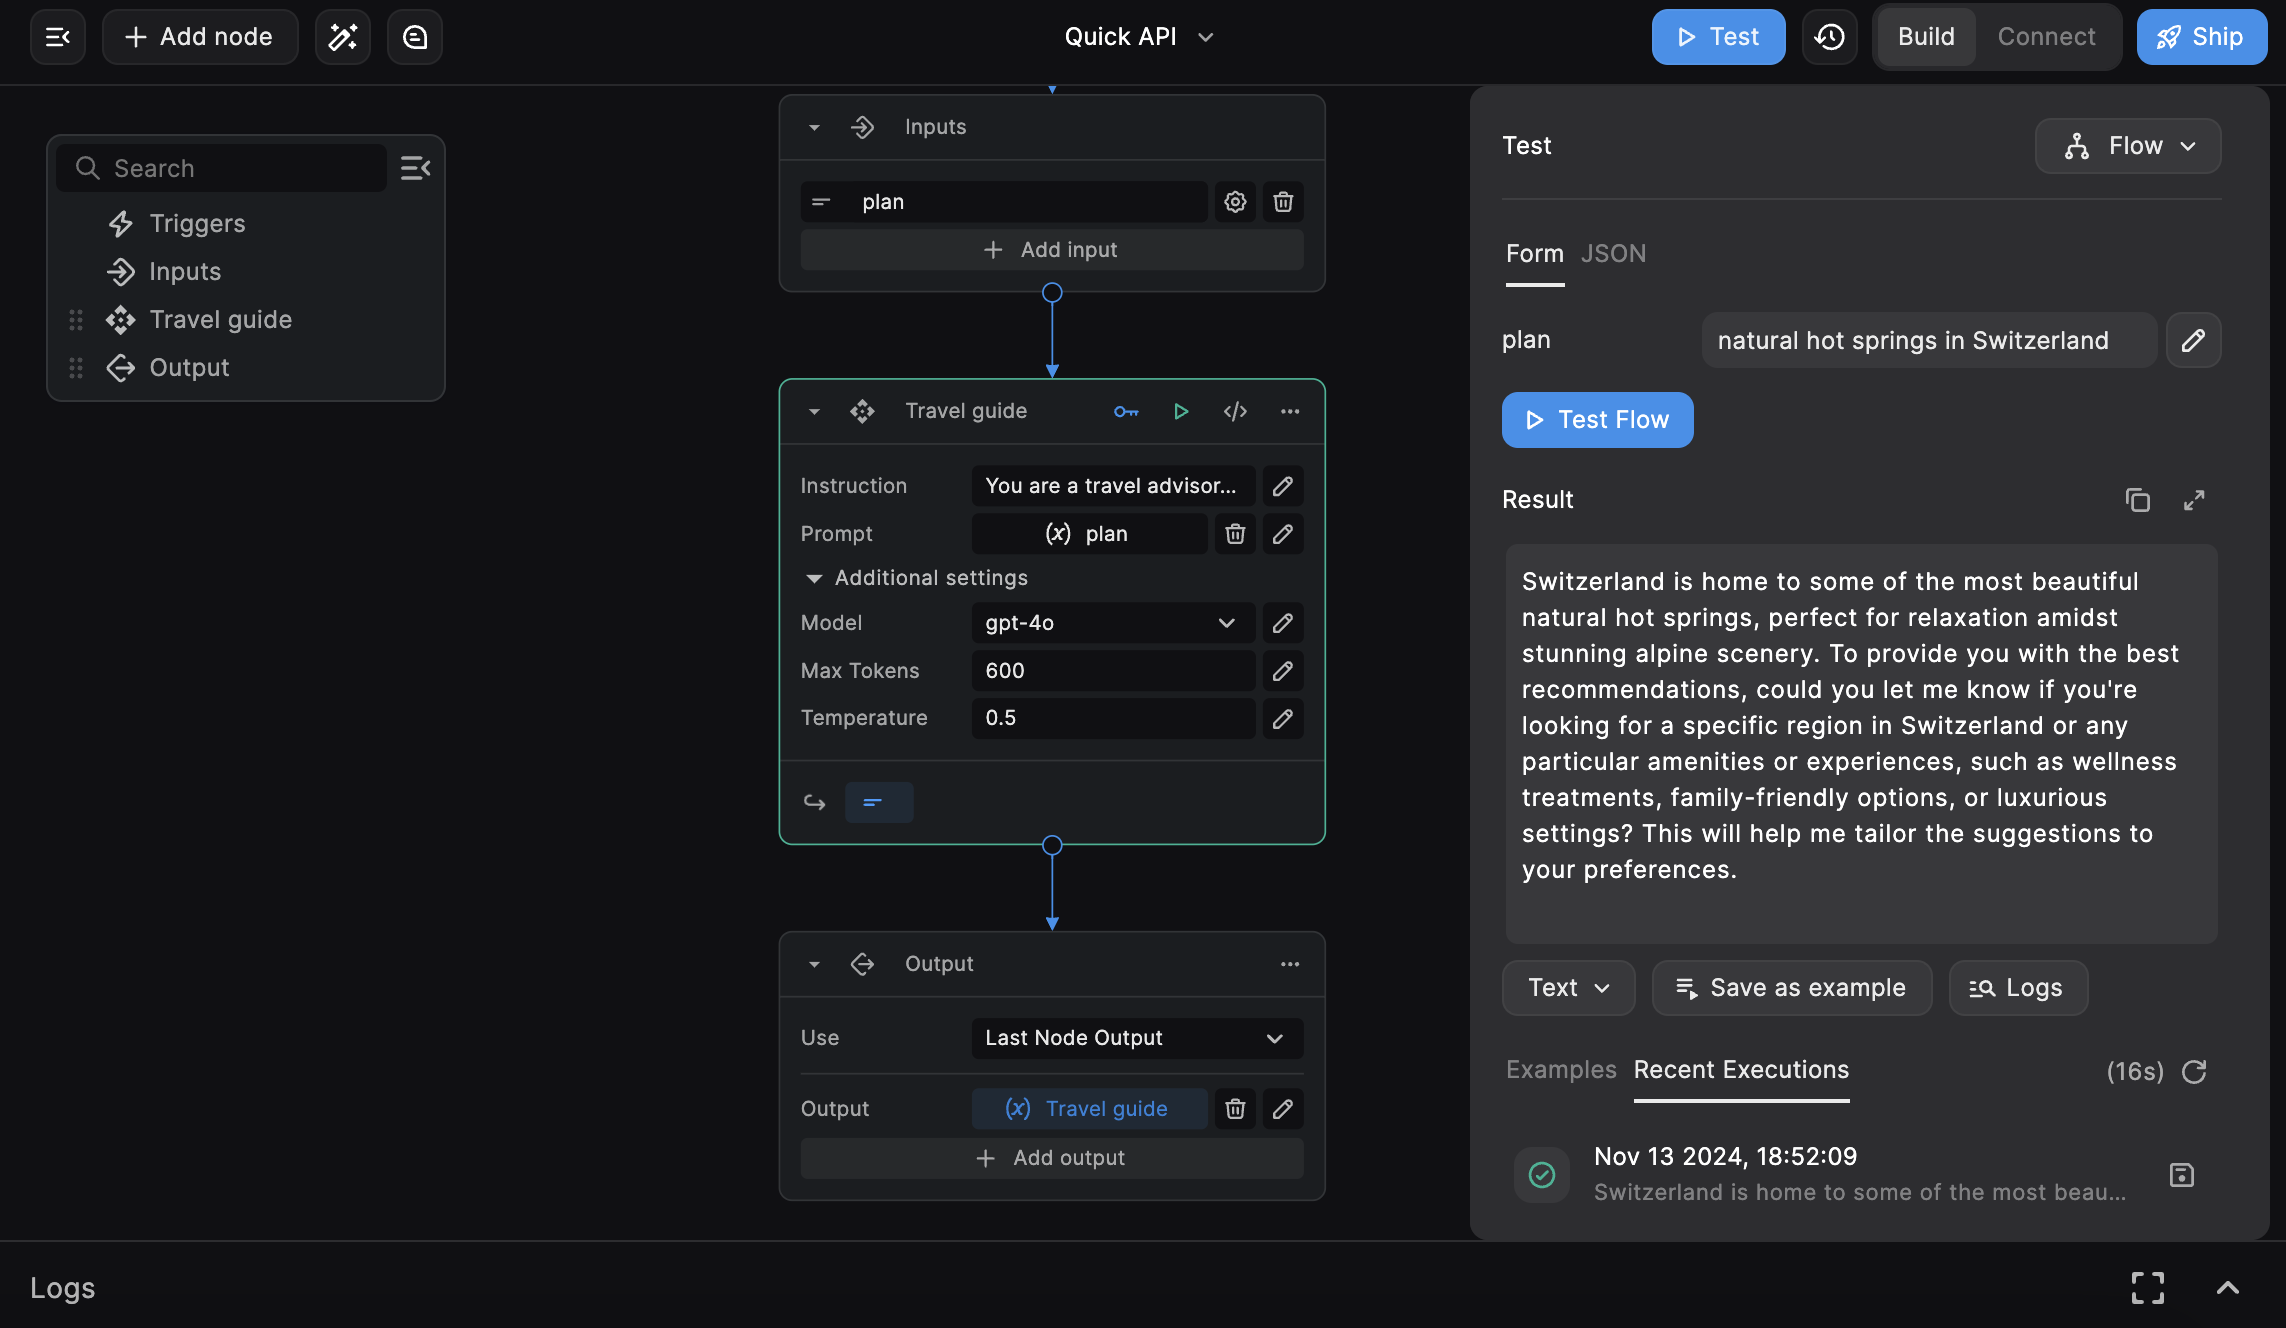 Add node
Quick API
Test
Build
Connect
Ship
Search
Triggers
Inputs
Travel guide
Output
Inputs
plan
Add input
Travel guide
Instruction
You are a travel advisor...
Prompt
(x) plan
Additional settings
Model
gpt-4o
Max Tokens
600
Temperature
0.5
Output
Use
Last Node Output
Output
(x) Travel guide
Add output
Test
Flow
Form
JSON
plan
natural hot springs in Switzerland
Test Flow
Result
Switzerland is home to some of the most beautiful
natural hot springs, perfect for relaxation amidst
stunning alpine scenery. To provide you with the best
recommendations, could you let me know if you're
looking for a specific region in Switzerland or any
particular amenities or experiences, such as wellness
treatments, family-friendly options, or luxurious
settings? This will help me tailor the suggestions to
your preferences.
Text
Save as example
Logs
Examples
Recent Executions
(16s)
Nov 13 2024, 18:52:09
Switzerland is home to some of the most beau...
Logs